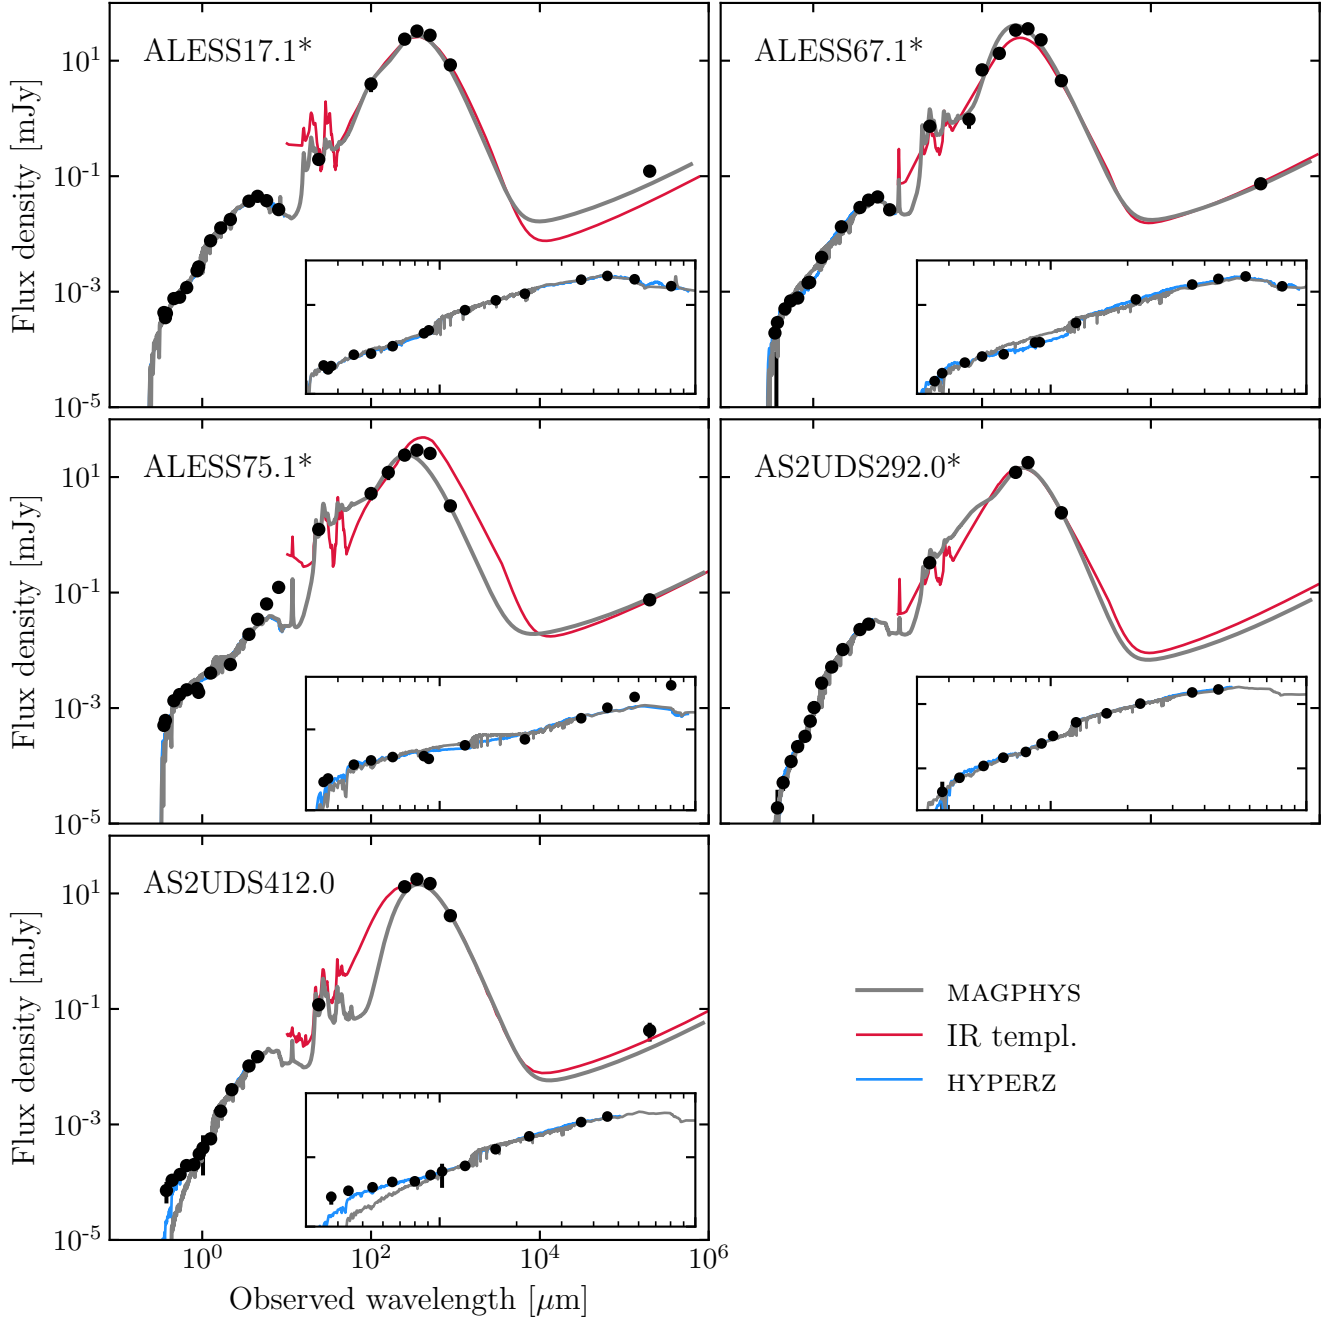 ALESS17.1*
ALESS67.1*
Flux density [mJy]
10^1
10^-1
10^-3
10^-5
ALESS75.1*
AS2UDS292.0*
Flux density [mJy]
10^1
10^-1
10^-3
10^-5
AS2UDS412.0
Flux density [mJy]
10^1
10^-1
10^-3
10^-5
MAGPHYS
IR templ.
HYPERZ
10^0 10^2 10^4 10^6
Observed wavelength [μm]